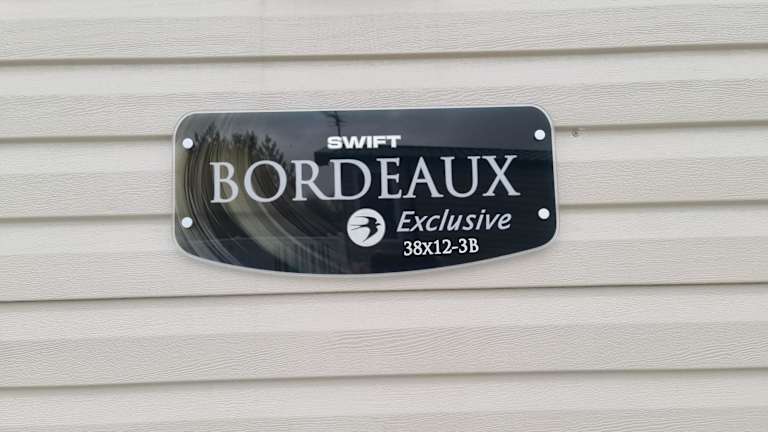 SWIFT
BORDEAUX
Exclusive
38x12-3B